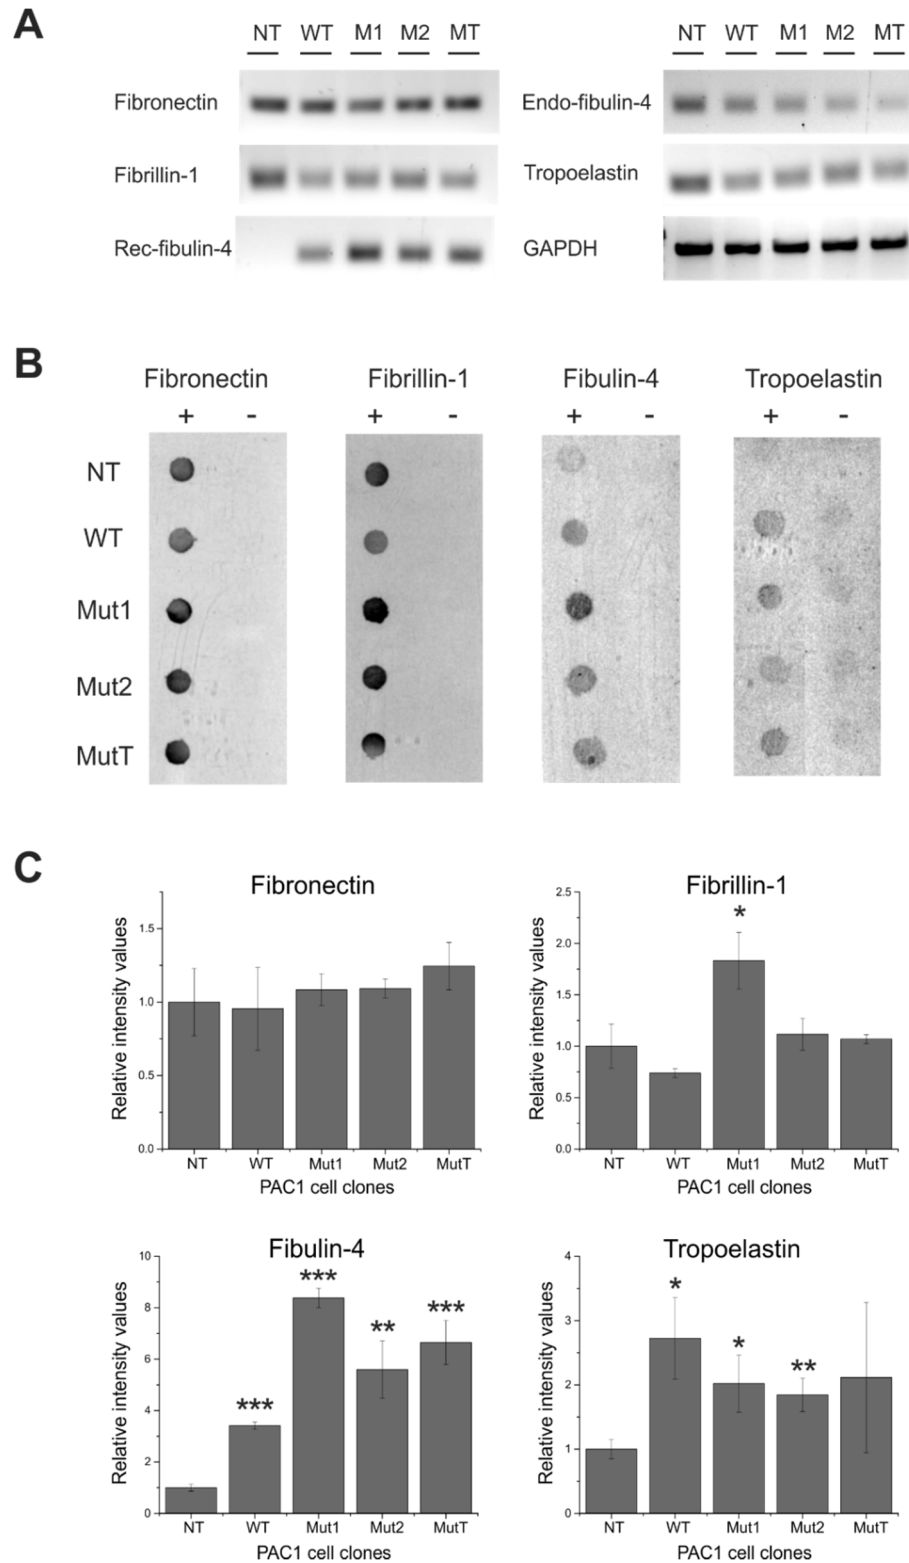 A
NT WT M1 M2 MT NT WT M1 M2 MT
Fibronectin Endo-fibulin-4
Fibrillin-1 Tropoelastin
Rec-fibulin-4 GAPDH
B
Fibronectin Fibrillin-1 Fibulin-4 Tropoelastin
+ - + - + - + -
NT
WT
Mut1
Mut2
MutT
C
Fibronectin
Relative intensity values
1.5
1.0
0.5
0.0
NT WT Mut1 Mut2 MutT
PAC1 cell clones
Fibrillin-1
Relative intensity values
2.5
2.0
1.5
1.0
0.5
0.0
*
NT WT Mut1 Mut2 MutT
PAC1 cell clones
Fibulin-4
Relative intensity values
10
8
6
4
2
0
*** *** ** ***
NT WT Mut1 Mut2 MutT
PAC1 cell clones
Tropoelastin
Relative intensity values
4
3
2
1
0
* * **
NT WT Mut1 Mut2 MutT
PAC1 cell clones